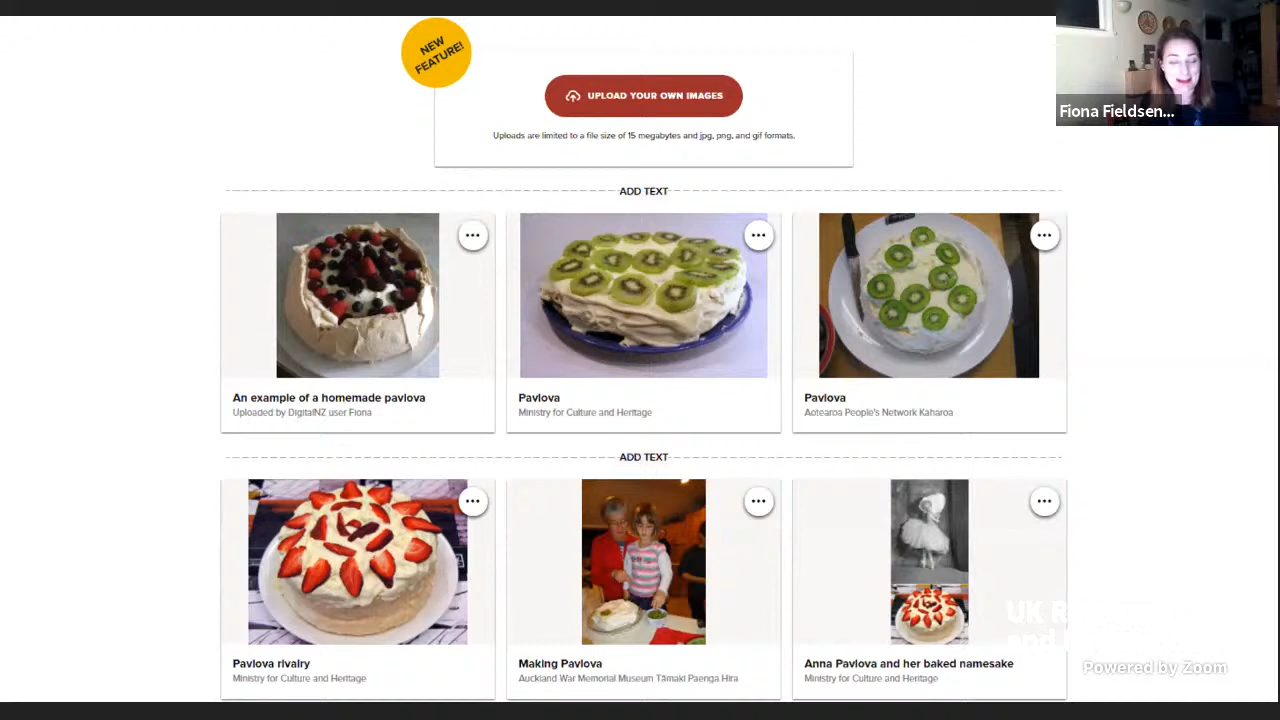 NEW
FEATURE!
UPLOAD YOUR OWN IMAGES
Uploads are limited to a file size of 15 megabytes and jpg, png, and gif formats.
Fiona Fieldsen...
ADD TEXT
An example of a homemade pavlova
Uploaded by DigitalNZ user Fiona
Pavlova
Ministry for Culture and Heritage
Pavlova
Aotearoa People's Network Kaharoa
ADD TEXT
Pavlova rivalry
Ministry for Culture and Heritage
Making Pavlova
Auckland War Memorial Museum Tāmaki Paenga Hira
Anna Pavlova and her baked namesake
Ministry for Culture and Heritage
UK
Powered by Zoom